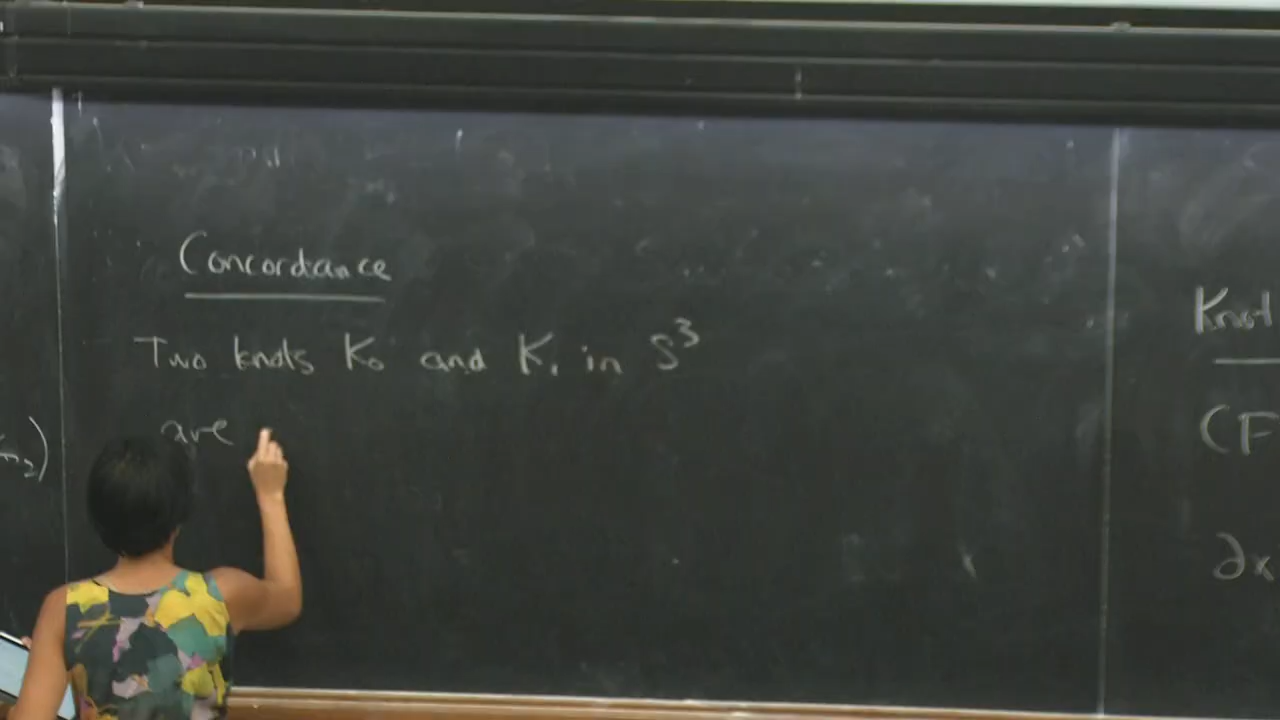 Concordance
Two knots K₀ and K₁ in S³
are
Knot
(F
∂x